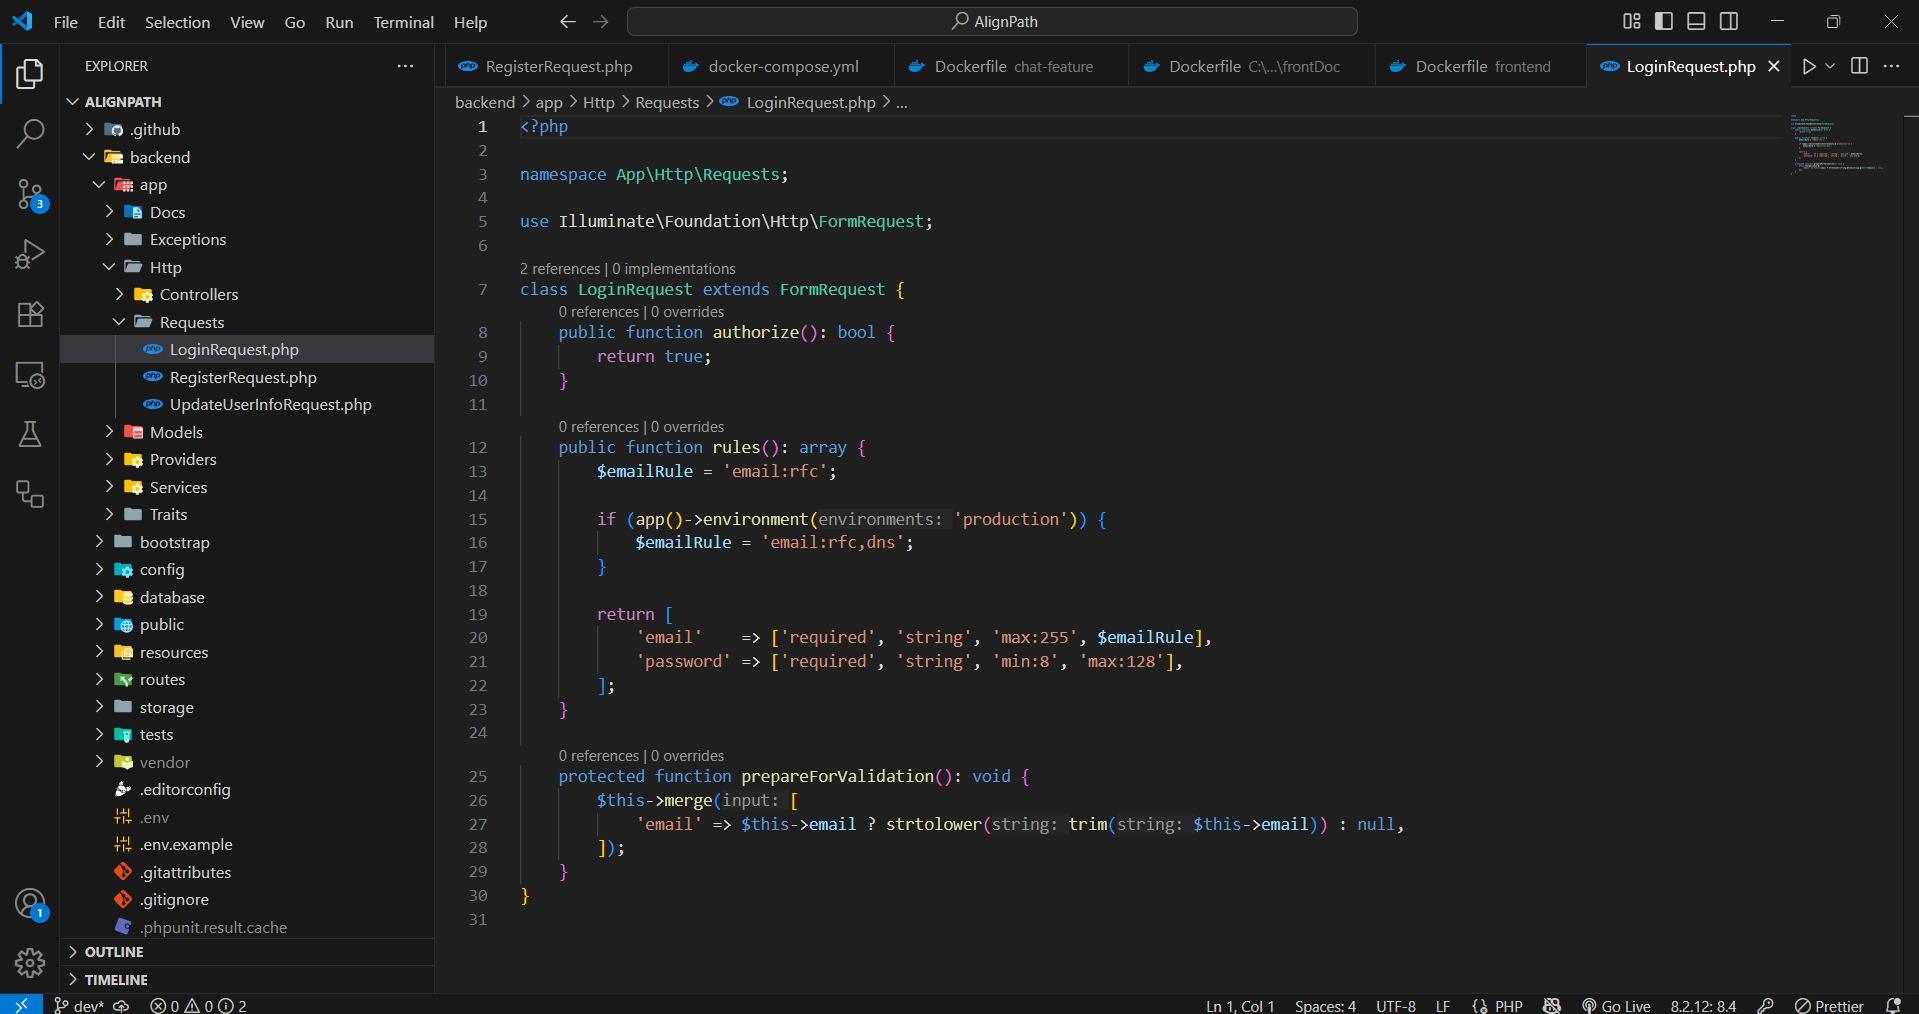 File Edit Selection View Go Run Terminal Help
AlignPath
EXPLORER
ALIGNPATH
.github
backend
app
Docs
Exceptions
Http
Controllers
Requests
LoginRequest.php
RegisterRequest.php
UpdateUserInfoRequest.php
Models
Providers
Services
Traits
bootstrap
config
database
public
resources
routes
storage
tests
vendor
.editorconfig
.env
.env.example
.gitattributes
.gitignore
.phpunit.result.cache
OUTLINE
TIMELINE
3
1
RegisterRequest.php docker-compose.yml Dockerfile chat-feature Dockerfile C:\...\frontDoc Dockerfile frontend LoginRequest.php
backend > app > Http > Requests > LoginRequest.php > ...
1 <?php
2
3 namespace App\Http\Requests;
4
5 use Illuminate\Foundation\Http\FormRequest;
6
2 references | 0 implementations
7 class LoginRequest extends FormRequest {
0 references | 0 overrides
8 public function authorize(): bool {
9 return true;
10 }
11
0 references | 0 overrides
12 public function rules(): array {
13 $emailRule = 'email:rfc';
14
15 if (app()->environment(environments: 'production')) {
16 $emailRule = 'email:rfc,dns';
17 }
18
19 return [
20 'email'    => ['required', 'string', 'max:255', $emailRule],
21 'password' => ['required', 'string', 'min:8', 'max:128'],
22 ];
23 }
24
0 references | 0 overrides
25 protected function prepareForValidation(): void {
26 $this->merge(input: [
27 'email' => $this->email ? strtolower(string: trim(string: $this->email)) : null,
28 ]);
29 }
30 }
31
dev* 0 0 2
Ln 1, Col 1 Spaces: 4 UTF-8 LF {} PHP Go Live 8.2.12: 8.4 Prettier